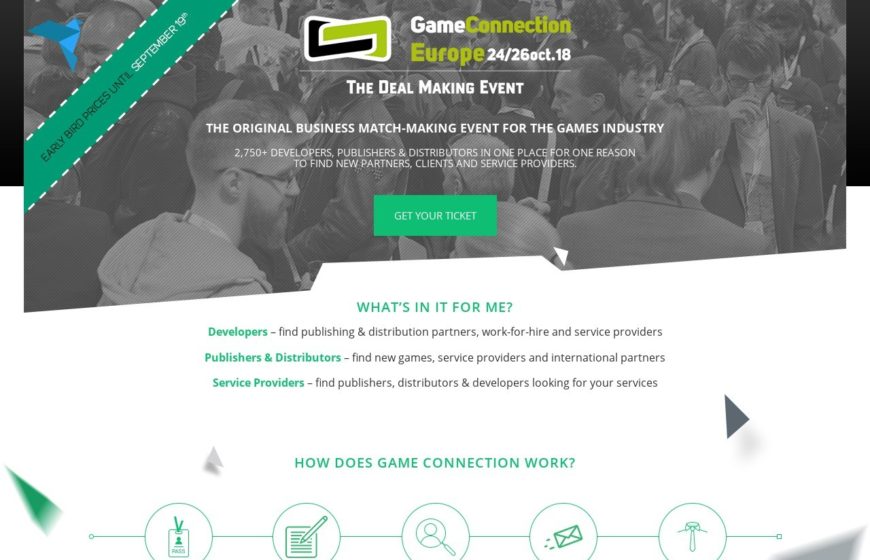 EARLY BIRD PRICES UNTIL SEPTEMBER 19th
GameConnection
Europe 24/26oct.18
THE DEAL MAKING EVENT
THE ORIGINAL BUSINESS MATCH-MAKING EVENT FOR THE GAMES INDUSTRY
2,750+ DEVELOPERS, PUBLISHERS & DISTRIBUTORS IN ONE PLACE FOR ONE REASON
TO FIND NEW PARTNERS, CLIENTS AND SERVICE PROVIDERS.
GET YOUR TICKET
WHAT'S IN IT FOR ME?
Developers – find publishing & distribution partners, work-for-hire and service providers
Publishers & Distributors – find new games, service providers and international partners
Service Providers – find publishers, distributors & developers looking for your services
HOW DOES GAME CONNECTION WORK?
PASS